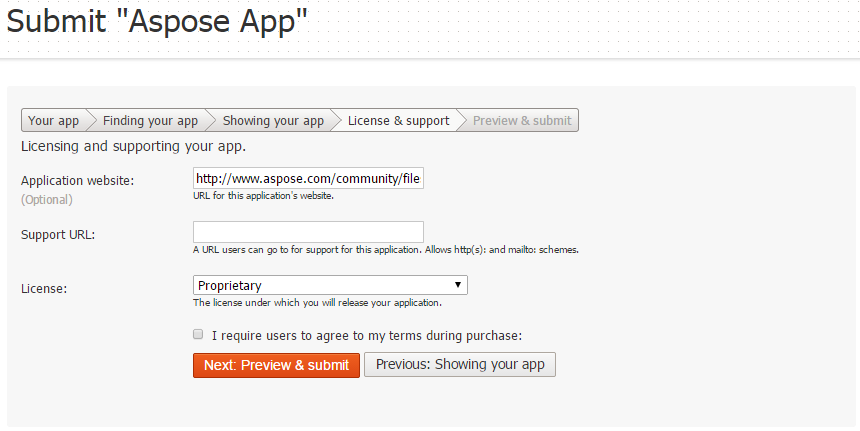 Submit "Aspose App"
Your app Finding your app Showing your app License & support Preview & submit
Licensing and supporting your app.
Application website: http://www.aspose.com/community/file
(Optional) URL for this application's website.
Support URL:
A URL users can go to for support for this application. Allows http(s): and mailto: schemes.
License: Proprietary
The license under which you will release your application.
I require users to agree to my terms during purchase:
Next: Preview & submit Previous: Showing your app